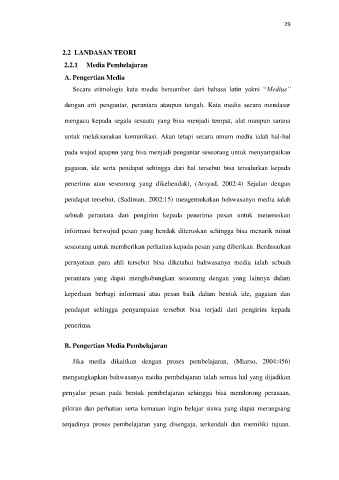 29
2.2 LANDASAN TEORI
2.2.1 Media Pembelajaran
A. Pengertian Media
Secara etimologis kata media bersumber dari bahasa latin yakni “Medius”
dengan arti pengantar, perantara ataupun tengah. Kata media secara mendasar
mengacu kepada segala sesuatu yang bisa menjadi tempat, alat maupun sarana
untuk melaksanakan komunikasi. Akan tetapi secara umum media ialah hal-hal
pada wujud apapun yang bisa menjadi pengantar seseorang untuk menyampaikan
gagasan, ide serta pendapat sehingga dari hal tersebut bisa tersalurkan kepada
penerima atau seseorang yang dikehendaki, (Arsyad, 2002:4) Sejalan dengan
pendapat tersebut, (Sadiman, 2002:15) mengemukakan bahwasanya media ialah
sebuah perantara dari pengirim kepada penerima pesan untuk meneruskan
informasi berwujud pesan yang hendak diteruskan sehingga bisa menarik minat
seseorang untuk memberikan perhatian kepada pesan yang diberikan. Berdasarkan
pernyataan para ahli tersebut bisa diketahui bahwasanya media ialah sebuah
perantara yang dapai menghubungkan seseorang dengan yang lainnya dalam
keperluan berbagi informasi atau pesan baik dalam bentuk ide, gagasan dan
pendapat sehingga penyampaian tersebut bisa terjadi dari pengirim kepada
penerima.
B. Pengertian Media Pembelajaran
Jika media dikaitkan dengan proses pembelajaran, (Miarso, 2004:456)
mengungkapkan bahwasanya media pembelajaran ialah semua hal yang dijadikan
penyalur pesan pada bentuk pembelajaran sehingga bisa mendorong perasaan,
pikiran dan perhatian serta kemauan ingin belajar siswa yang dapat merangsang
terjadinya proses pembelajaran yang disengaja, terkendali dan memiliki tujuan.